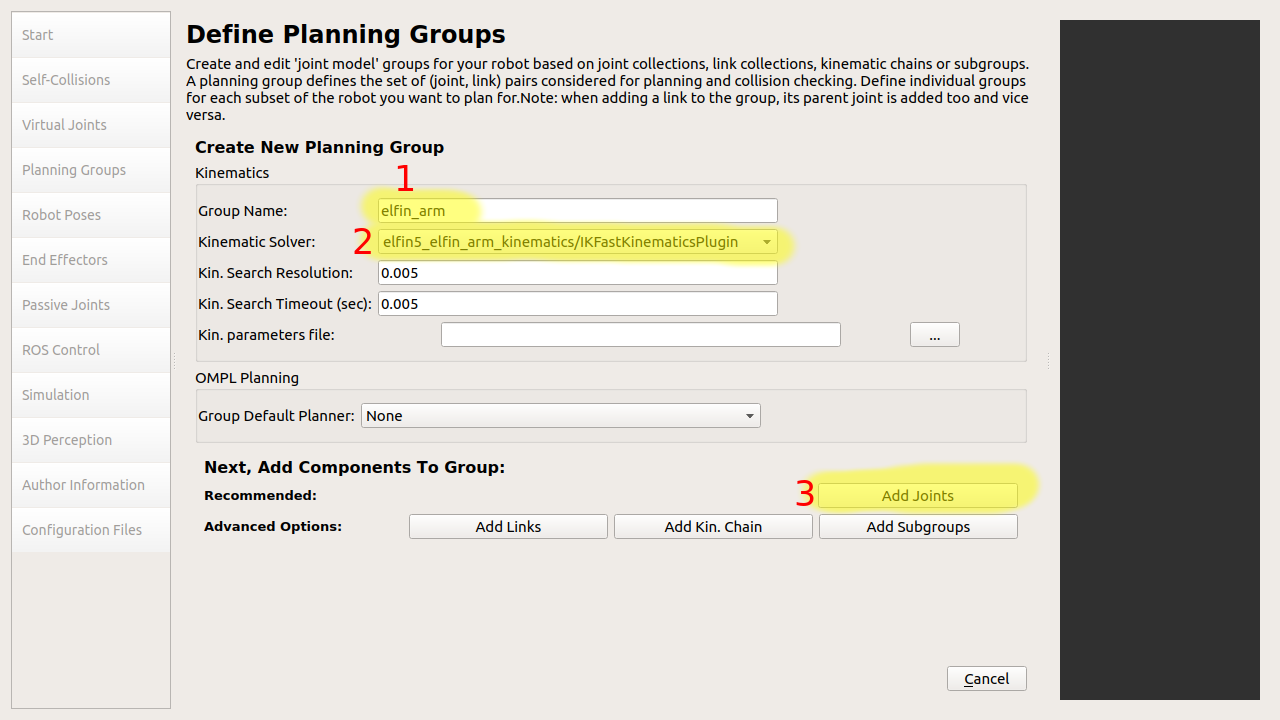 Start
Self-Collisions
Virtual Joints
Planning Groups
Robot Poses
End Effectors
Passive Joints
ROS Control
Simulation
3D Perception
Author Information
Configuration Files
Define Planning Groups
Create and edit 'joint model' groups for your robot based on joint collections, link collections, kinematic chains or subgroups.
A planning group defines the set of (joint, link) pairs considered for planning and collision checking. Define individual groups
for each subset of the robot you want to plan for.Note: when adding a link to the group, its parent joint is added too and vice
versa.
Create New Planning Group
Kinematics
1
Group Name: elfin_arm
2
Kinematic Solver: elfin5_elfin_arm_kinematics/IKFastKinematicsPlugin
Kin. Search Resolution: 0.005
Kin. Search Timeout (sec): 0.005
Kin. parameters file: ...
OMPL Planning
Group Default Planner: None
Next, Add Components To Group:
Recommended: 3 Add Joints
Advanced Options: Add Links Add Kin. Chain Add Subgroups
Cancel